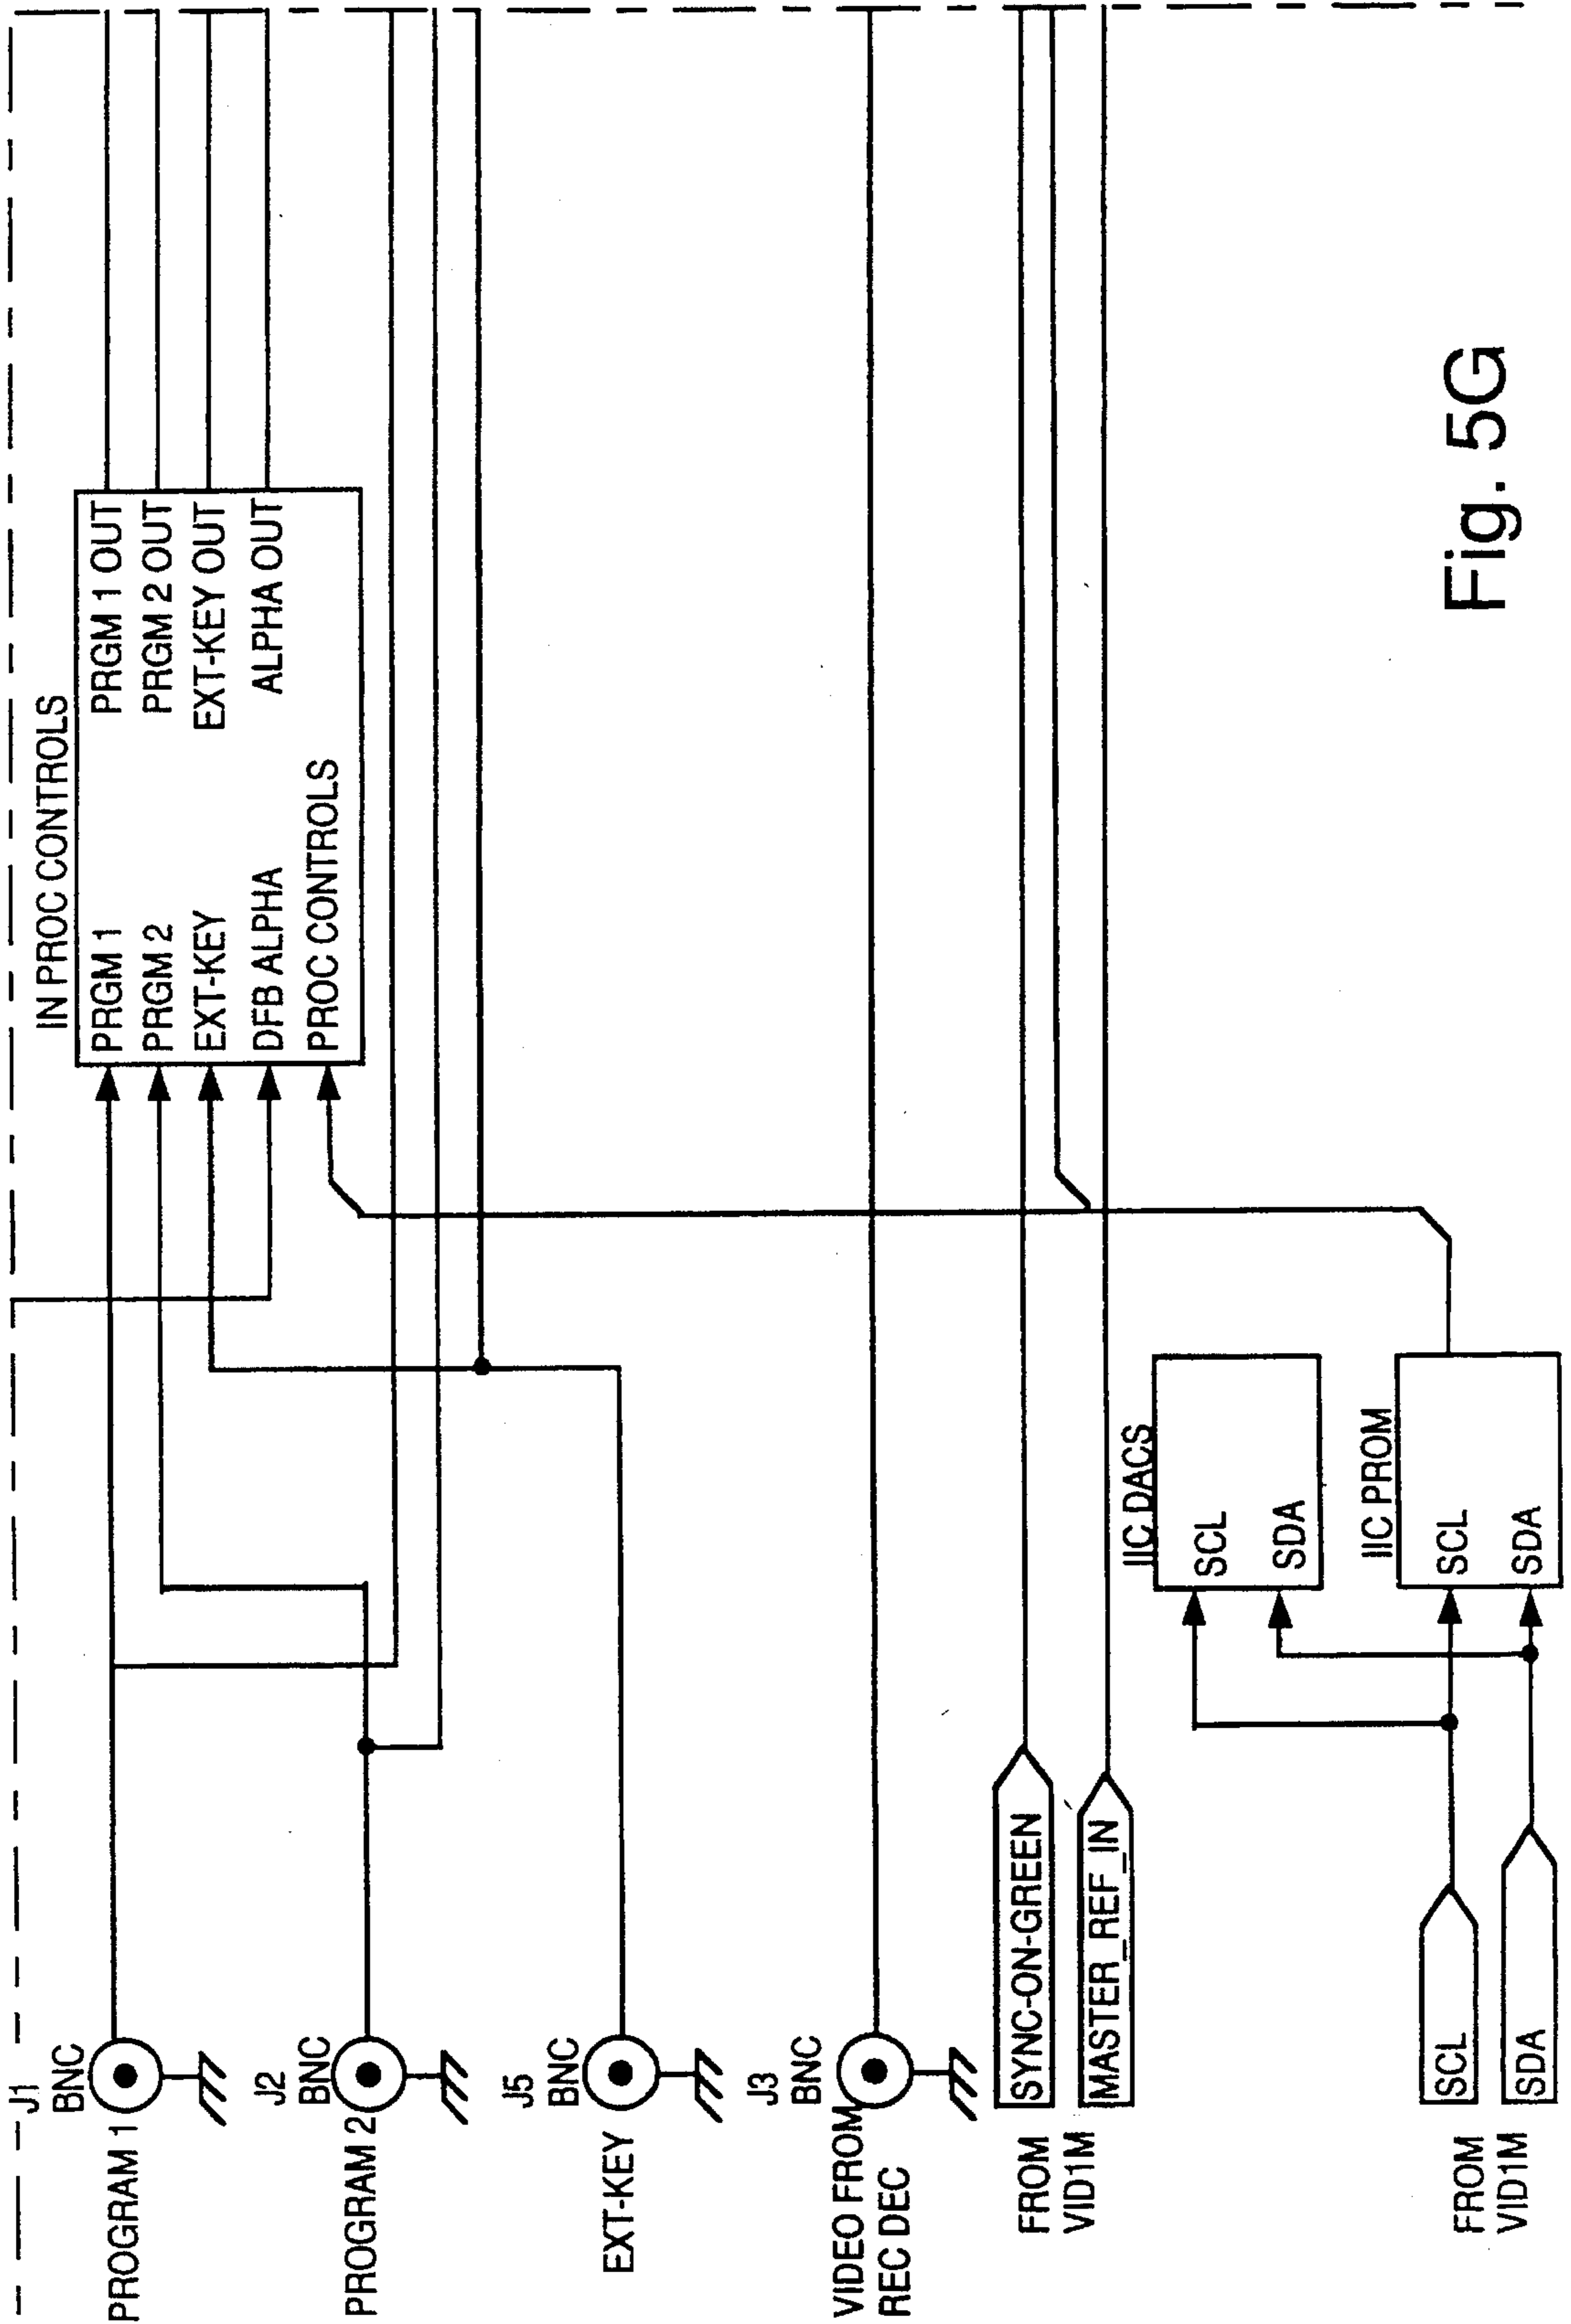 J1
BNC
PROGRAM 1
J2
BNC
PROGRAM 2
J5
BNC
EXT-KEY
J3
BNC
VIDEO FROM
REC DEC
FROM
VID1M
SYNC-ON-GREEN
MASTER_REF_IN
FROM
VID1M
SCL
SDA
IN PROC CONTROLS
PRGM 1
PRGM 1 OUT
PRGM 2
PRGM 2 OUT
EXT-KEY
EXT-KEY OUT
DFB ALPHA
ALPHA OUT
PROC CONTROLS
IIC DACS
SCL
SDA
IIC PROM
SCL
SDA
Fig. 5G